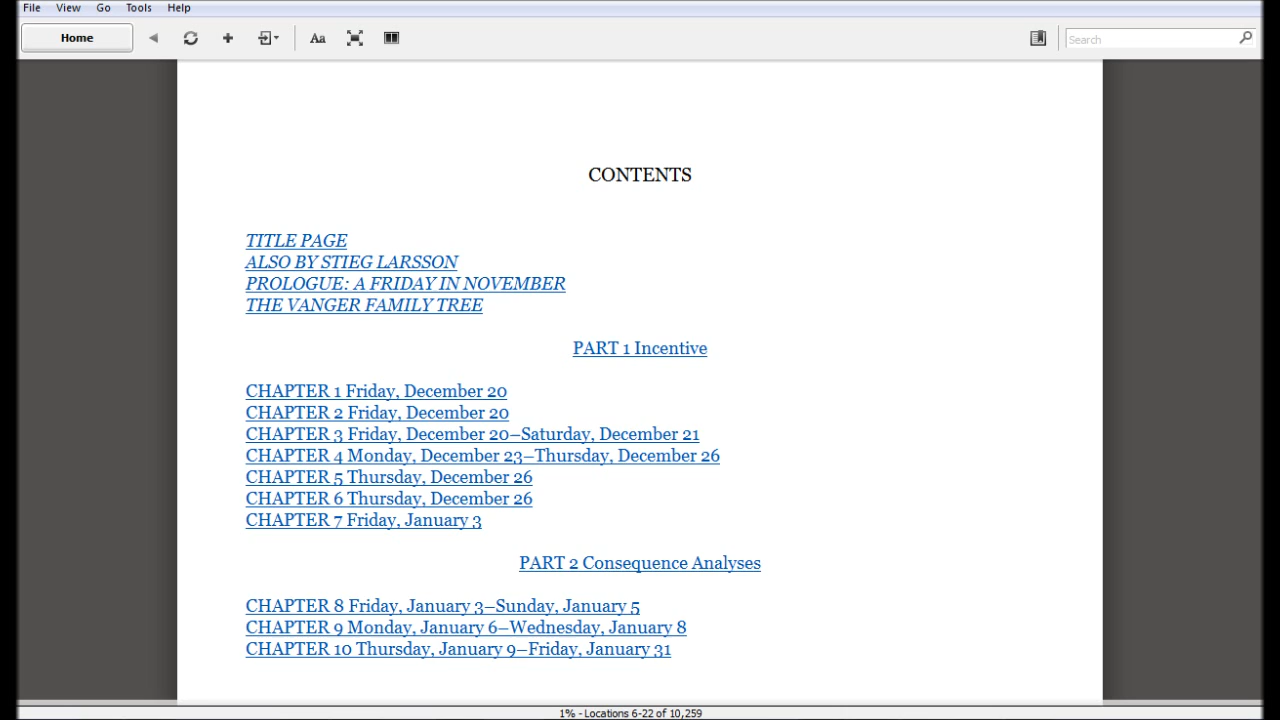 File View Go Tools Help
Home Aa Search
CONTENTS
TITLE PAGE
ALSO BY STIEG LARSSON
PROLOGUE: A FRIDAY IN NOVEMBER
THE VANGER FAMILY TREE
PART 1 Incentive
CHAPTER 1 Friday, December 20
CHAPTER 2 Friday, December 20
CHAPTER 3 Friday, December 20–Saturday, December 21
CHAPTER 4 Monday, December 23–Thursday, December 26
CHAPTER 5 Thursday, December 26
CHAPTER 6 Thursday, December 26
CHAPTER 7 Friday, January 3
PART 2 Consequence Analyses
CHAPTER 8 Friday, January 3–Sunday, January 5
CHAPTER 9 Monday, January 6–Wednesday, January 8
CHAPTER 10 Thursday, January 9–Friday, January 31
1% - Locations 6-22 of 10,259